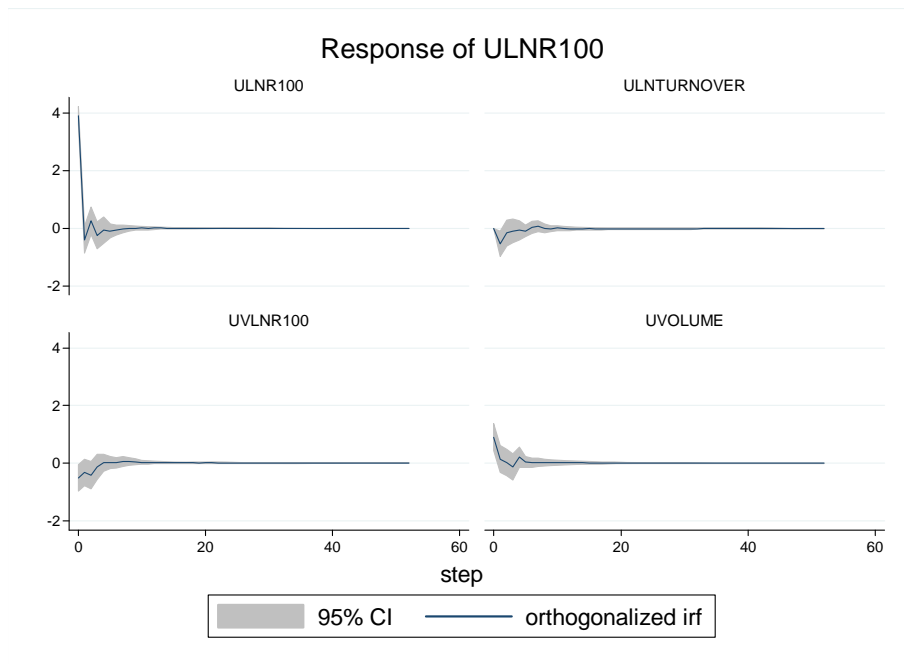 Response of ULNR100
ULNR100 ULNTURNOVER
4
2
0
-2
UVLNR100 UVOLUME
4
2
0
-2
0 20 40 60 0 20 40 60
step
95% CI orthogonalized irf